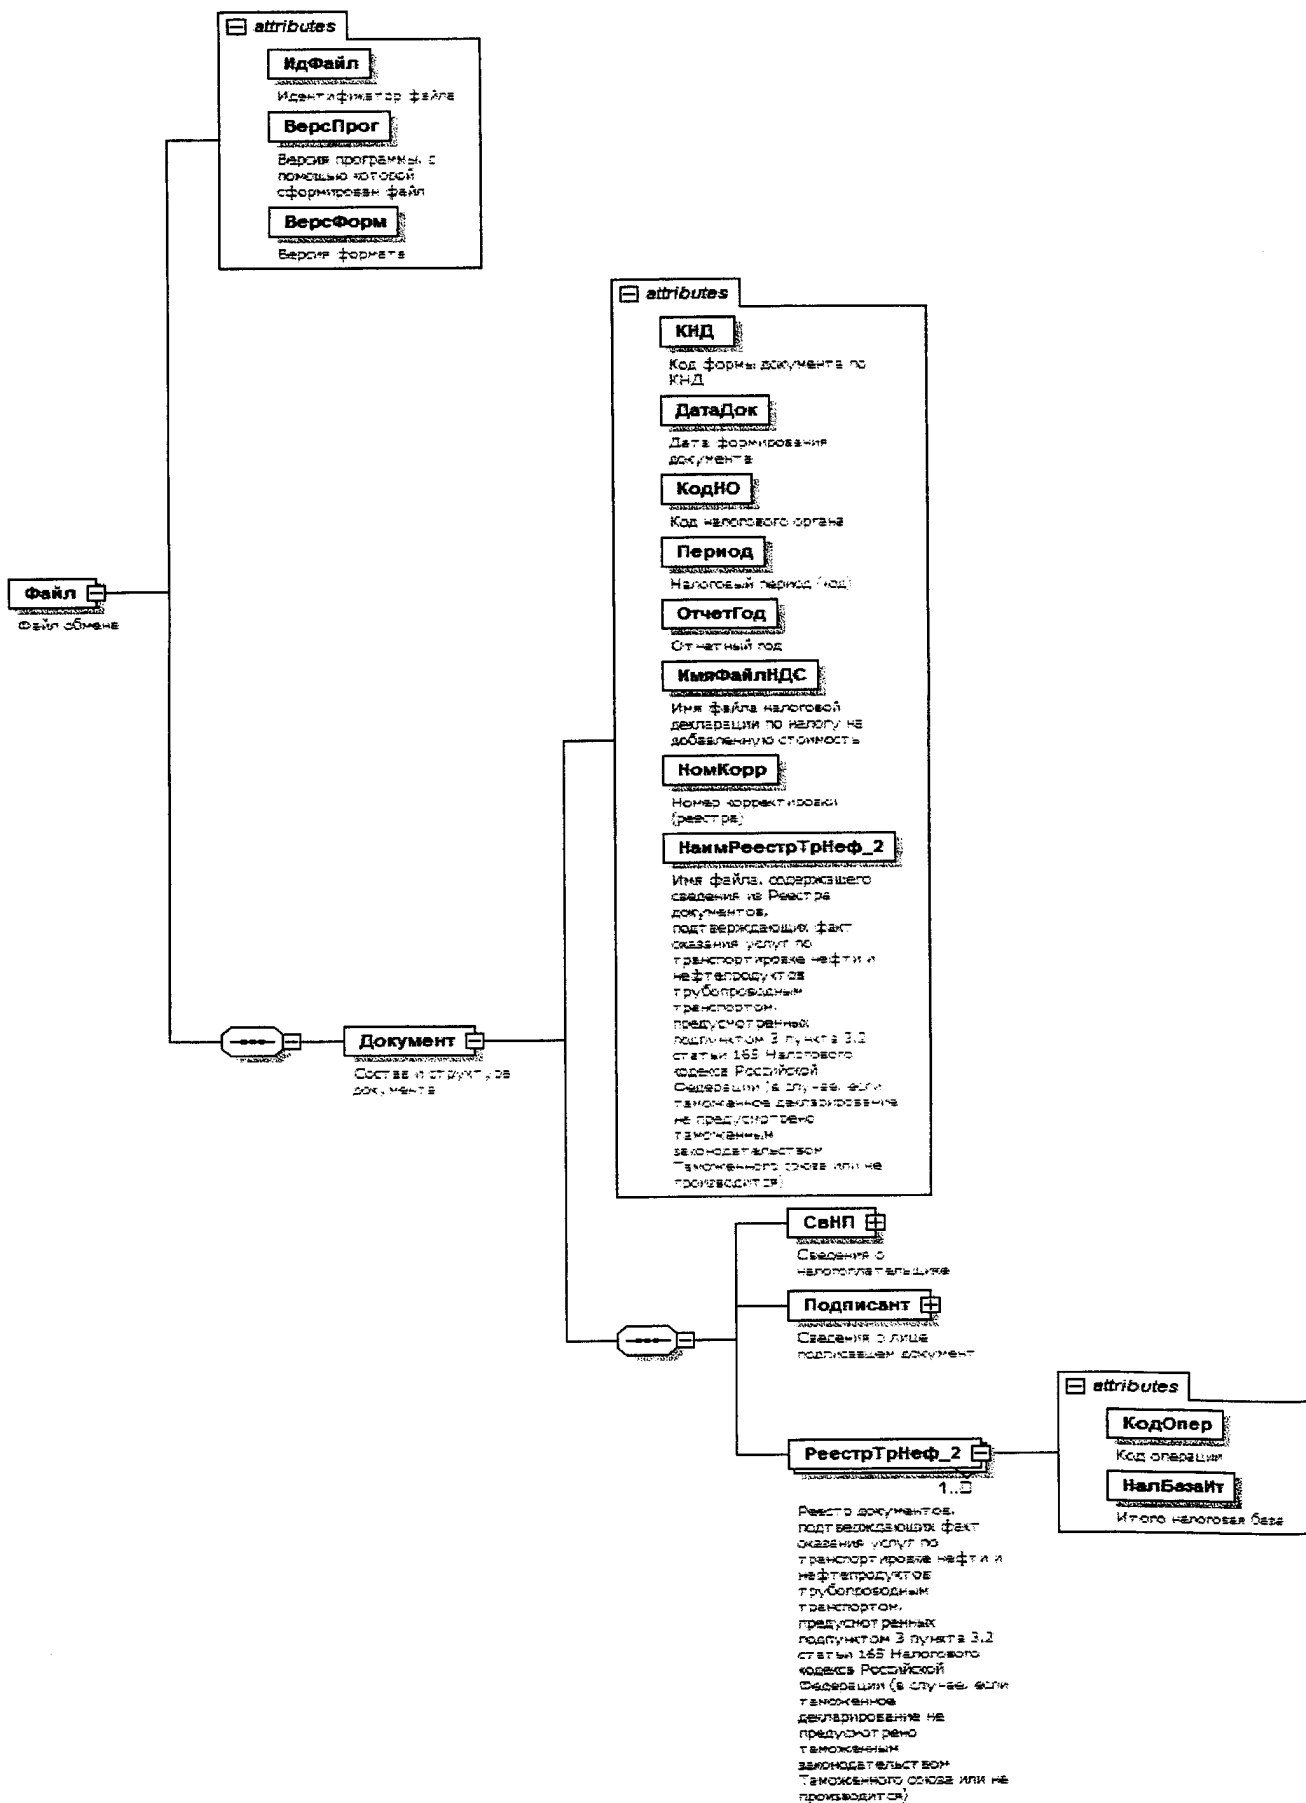 attributes
ИдФайл
Идентификатор файла
ВерсПрог
Версия программы, с
помощью которой
сформирован файл
ВерсФорм
Версия формата
attributes
КНД
Код формы документа по
КНД
ДатаДок
Дата формирования
документа
КодНО
Код налогового органа
Период
Налоговый период (код)
Файл
Файл обмена
ОтчетГод
Отчетный год
ИмяФайлНДС
Имя файла налоговой
декларации по налогу на
добавленную стоимость
НомКорр
Номер корректировки
(реестра)
НаимРеестрТрНеф_2
Имя файла, содержащего
сведения из Реестра
документов,
подтверждающих факт
оказания услуг по
транспортировке нефти и
нефтепродуктов
трубопроводным
транспортом,
предусмотренных
подпунктом 3 пункта 3.2
статьи 165 Налогового
кодекса Российской
Федерации (в случае, если
таможенное декларирование
не предусмотрено
таможенным
законодательством
Таможенного союза или не
производится)
Документ
Состав и структура
документа
СвНП
Сведения о
налогоплательщике
Подписант
Сведения о лице
подписавшем документ
attributes
КодОпер
Код операции
НалБазаИт
Итого налоговая база
РеестрТрНеф_2
Реестр документов,
подтверждающих факт
оказания услуг по
транспортировке нефти и
нефтепродуктов
трубопроводным
транспортом,
предусмотренных
подпунктом 3 пункта 3.2
статьи 165 Налогового
кодекса Российской
Федерации (в случае, если
таможенное
декларирование не
предусмотрено
таможенным
законодательством
Таможенного союза или не
производится)